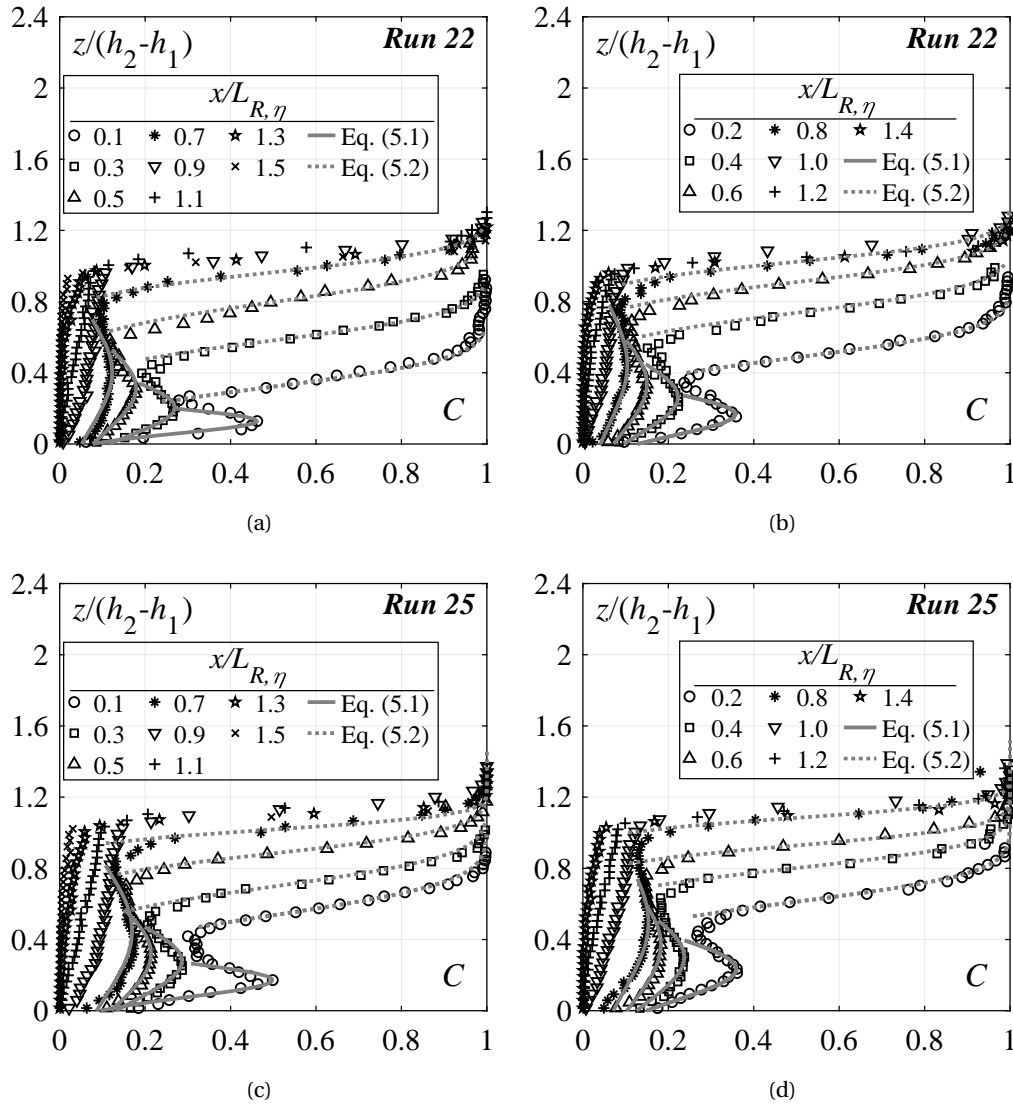 2.4
z/(h2-h1)
Run 22
2
x/LR, η
0.1 0.7 1.3 Eq. (5.1)
1.6
0.3 0.9 1.5 Eq. (5.2)
0.5 1.1
1.2
0.8
0.4
C
0
0 0.2 0.4 0.6 0.8 1
(a)
2.4
z/(h2-h1)
Run 22
2
x/LR, η
0.2 0.8 1.4
1.6
0.4 1.0 Eq. (5.1)
0.6 1.2 Eq. (5.2)
1.2
0.8
0.4
C
0
0 0.2 0.4 0.6 0.8 1
(b)
2.4
z/(h2-h1)
Run 25
2
x/LR, η
0.1 0.7 1.3 Eq. (5.1)
1.6
0.3 0.9 1.5 Eq. (5.2)
0.5 1.1
1.2
0.8
0.4
C
0
0 0.2 0.4 0.6 0.8 1
(c)
2.4
z/(h2-h1)
Run 25
2
x/LR, η
0.2 0.8 1.4
1.6
0.4 1.0 Eq. (5.1)
0.6 1.2 Eq. (5.2)
1.2
0.8
0.4
C
0
0 0.2 0.4 0.6 0.8 1
(d)